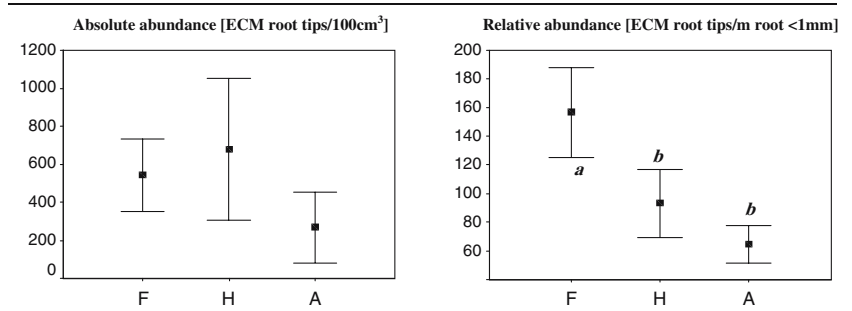 Absolute abundance [ECM root tips/100cm³]
1200
1000
800
600
400
200
0
F H A
Relative abundance [ECM root tips/m root <1mm]
200
180
160
140
120
100
80
60
a
b
b
F H A